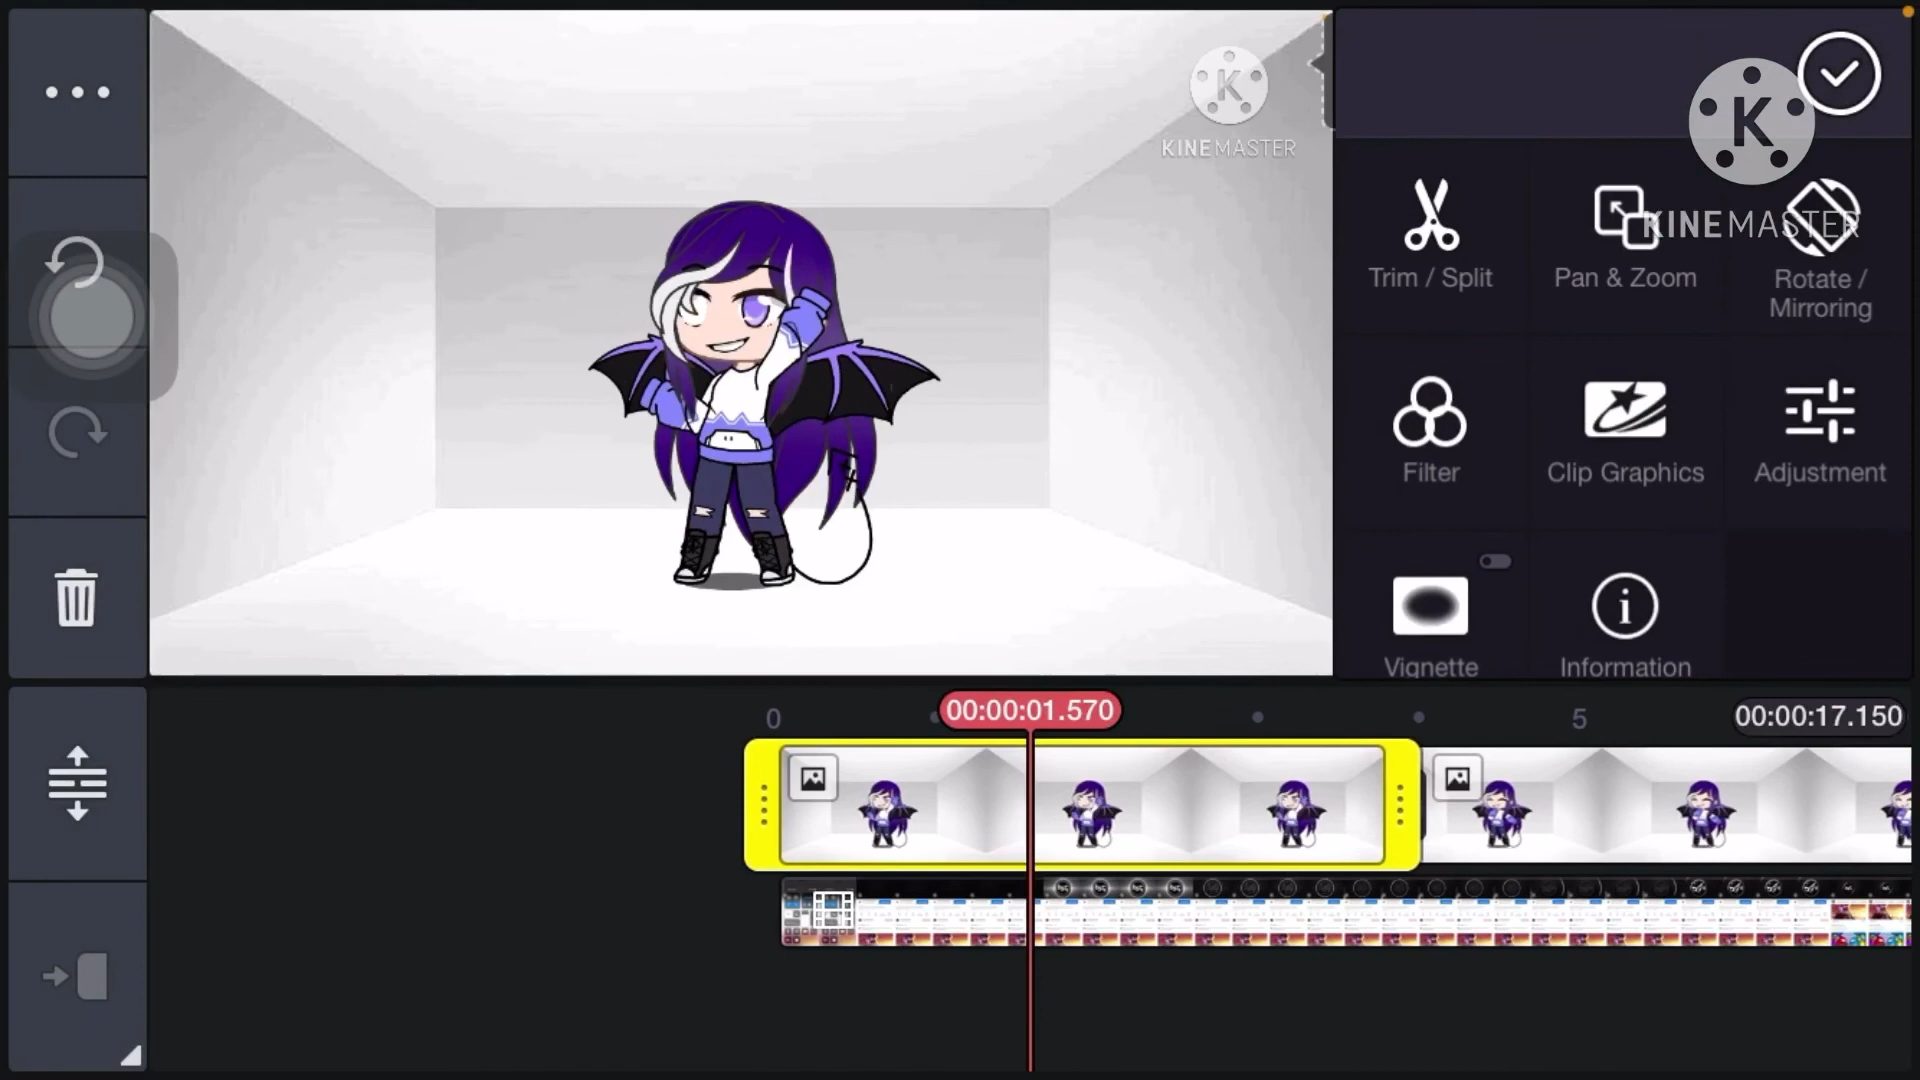 K
KINEMASTER
K
KINEMASTER
Trim / Split
Pan & Zoom
Rotate /
Mirroring
Filter
Clip Graphics
Adjustment
Vignette
Information
0
00:00:01.570
5
00:00:17.150